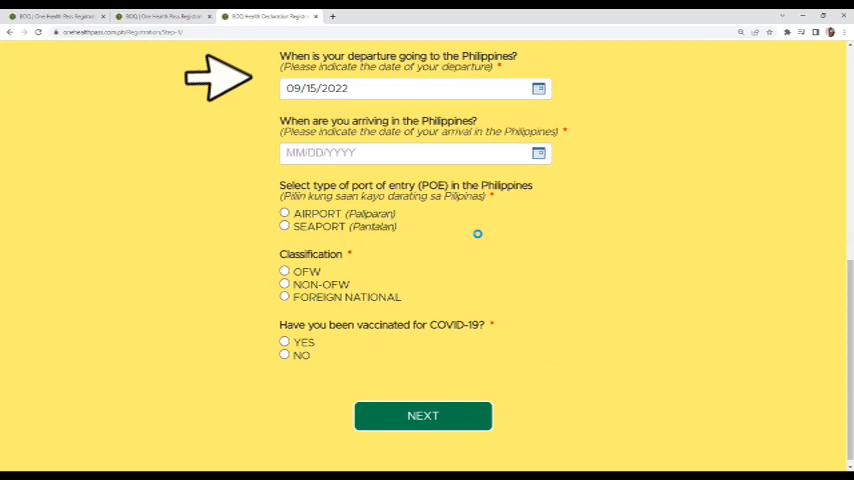 BOQ | One Health Pass Registrati
BOQ | One Health Pass Registrati
BOQ Health Declaration Registr
onehealthpass.com.ph/Registration/Step-1/
When is your departure going to the Philippines?
(Please indicate the date of your departure) *
09/15/2022
When are you arriving in the Philippines?
(Please indicate the date of your arrival in the Philippines) *
MM/DD/YYYY
Select type of port of entry (POE) in the Philippines
(Piliin kung saan kayo darating sa Pilipinas) *
AIRPORT (Paliparan)
SEAPORT (Pantalan)
Classification *
OFW
NON-OFW
FOREIGN NATIONAL
Have you been vaccinated for COVID-19? *
YES
NO
NEXT